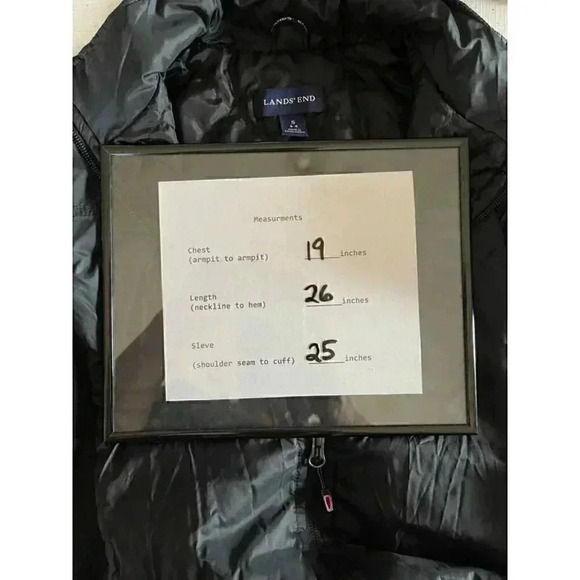 LANDS' END
S
Measurments
Chest
(armpit to armpit) 19 inches
Length
(neckline to hem) 26 inches
Sleve
(shoulder seam to cuff) 25 inches